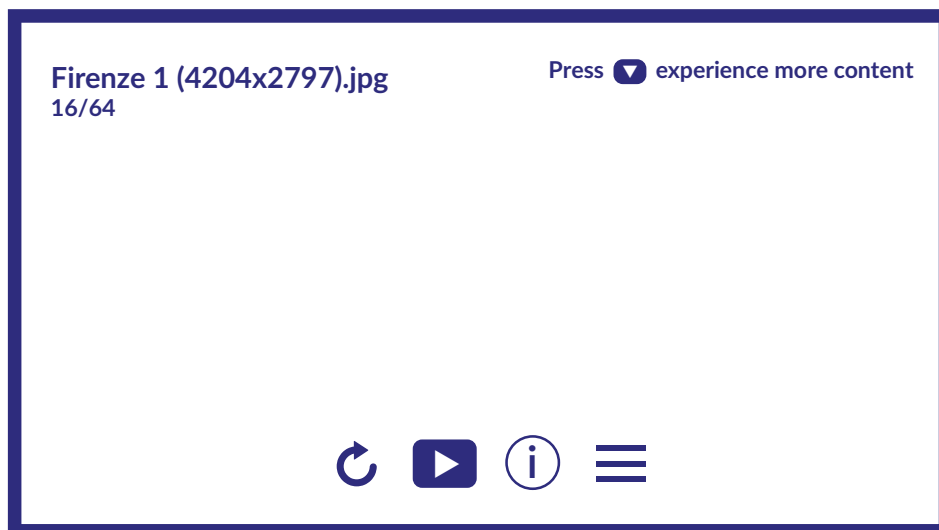 Firenze 1 (4204x2797).jpg
16/64
Press ▼ experience more content